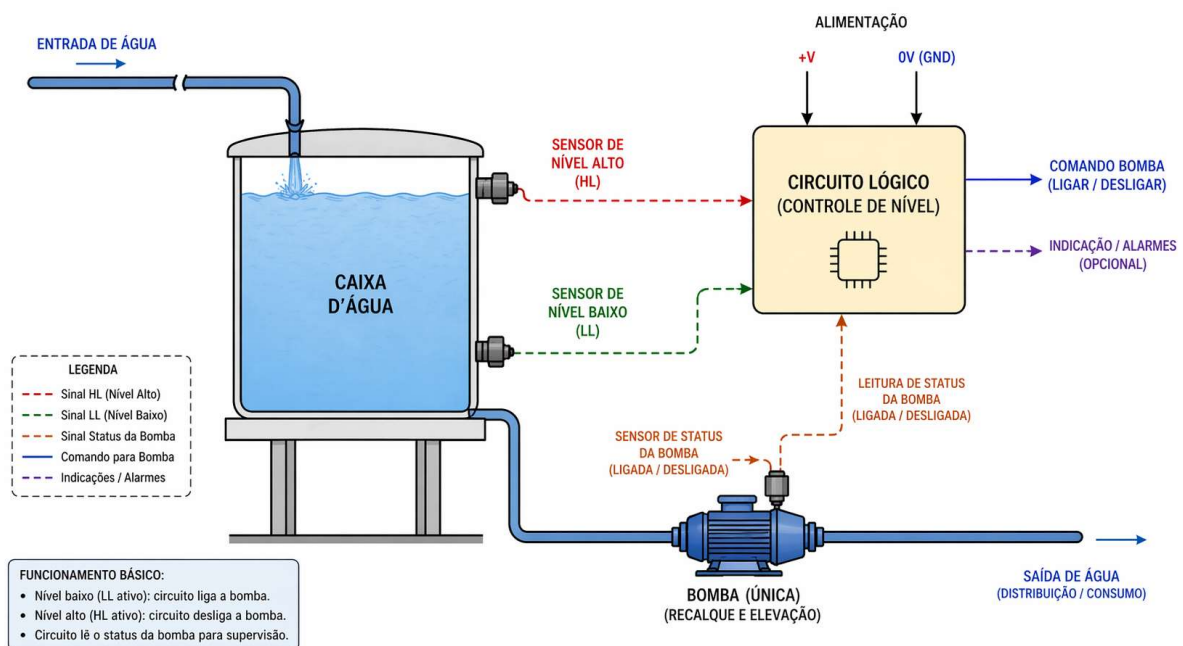 ENTRADA DE ÁGUA
ALIMENTAÇÃO
+V
0V (GND)
SENSOR DE
NÍVEL ALTO
(HL)
CIRCUITO LÓGICO
(CONTROLE DE NÍVEL)
COMANDO BOMBA
(LIGAR / DESLIGAR)
INDICAÇÃO / ALARMES
(OPCIONAL)
CAIXA
D'ÁGUA
SENSOR DE
NÍVEL BAIXO
(LL)
LEGENDA
Sinal HL (Nível Alto)
Sinal LL (Nível Baixo)
Sinal Status da Bomba
Comando para Bomba
Indicações / Alarmes
LEITURA DE STATUS
DA BOMBA
(LIGADA / DESLIGADA)
SENSOR DE STATUS
DA BOMBA
(LIGADA / DESLIGADA)
BOMBA (ÚNICA)
(RECALQUE E ELEVAÇÃO)
SAÍDA DE ÁGUA
(DISTRIBUIÇÃO / CONSUMO)
FUNCIONAMENTO BÁSICO:
• Nível baixo (LL ativo): circuito liga a bomba.
• Nível alto (HL ativo): circuito desliga a bomba.
• Circuito lê o status da bomba para supervisão.